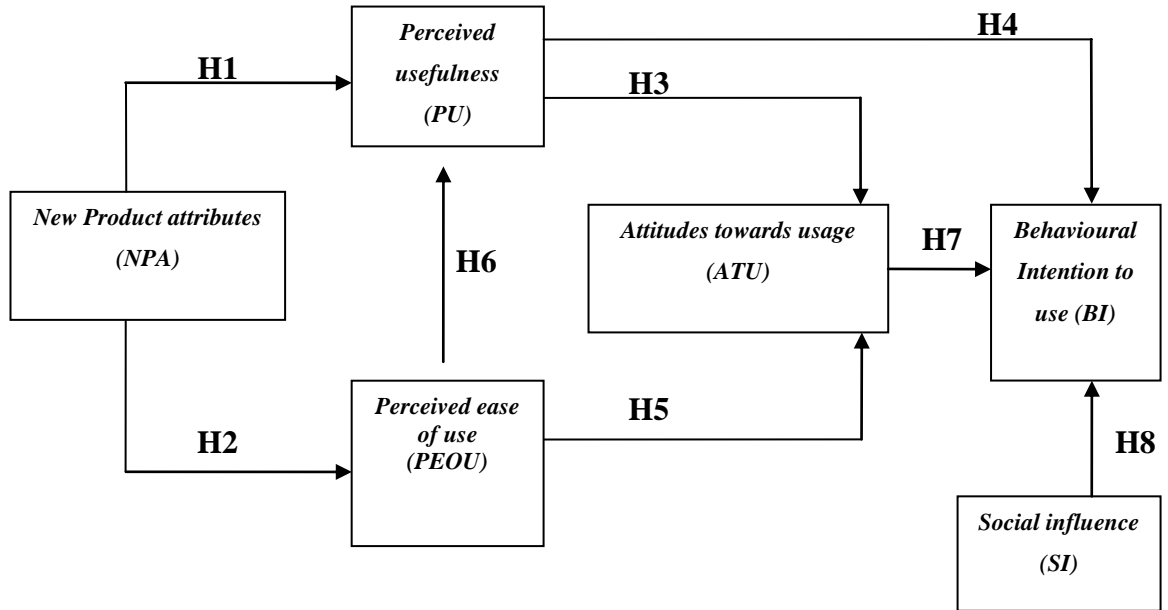 H1
Perceived
usefulness
(PU)
H4
H3
New Product attributes
(NPA)
H6
Attitudes towards usage
(ATU)
H7
Behavioural
Intention to
use (BI)
H2
Perceived ease
of use
(PEOU)
H5
H8
Social influence
(SI)